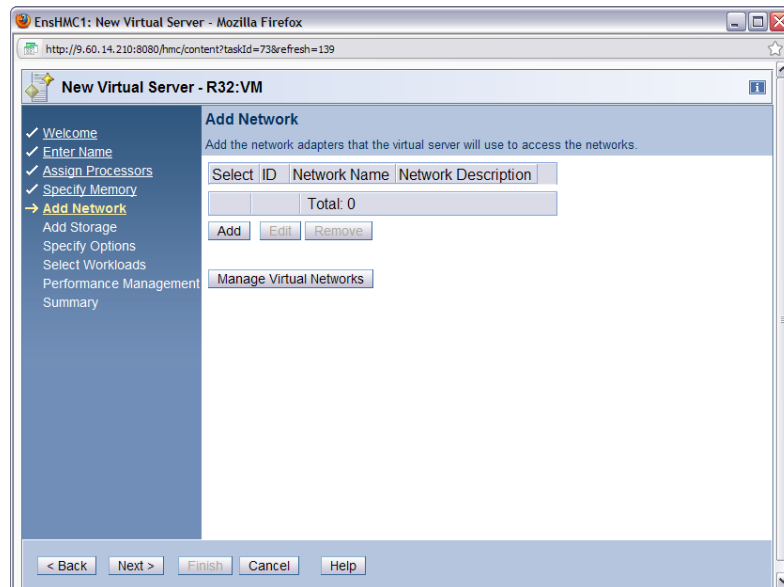 EnsHMC1: New Virtual Server - Mozilla Firefox
http://9.60.14.210:8080/hmc/content?taskId=73&refresh=139
New Virtual Server - R32:VM
Welcome
Enter Name
Assign Processors
Specify Memory
Add Network
Add Storage
Specify Options
Select Workloads
Performance Management
Summary
Add Network
Add the network adapters that the virtual server will use to access the networks.
Select ID Network Name Network Description
Total: 0
Add Edit Remove
Manage Virtual Networks
< Back Next > Finish Cancel Help